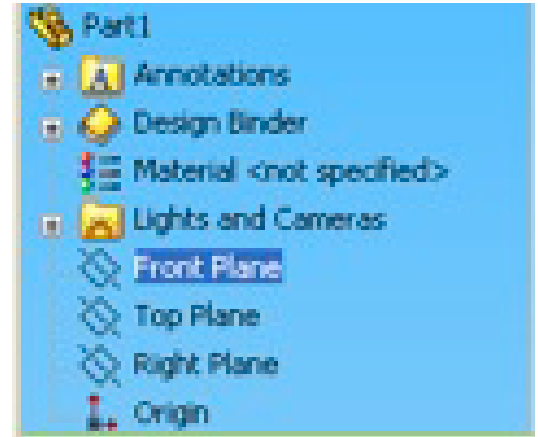 Part1
A Annotations
Design Binder
Material <not specified>
Lights and Cameras
Front Plane
Top Plane
Right Plane
Origin